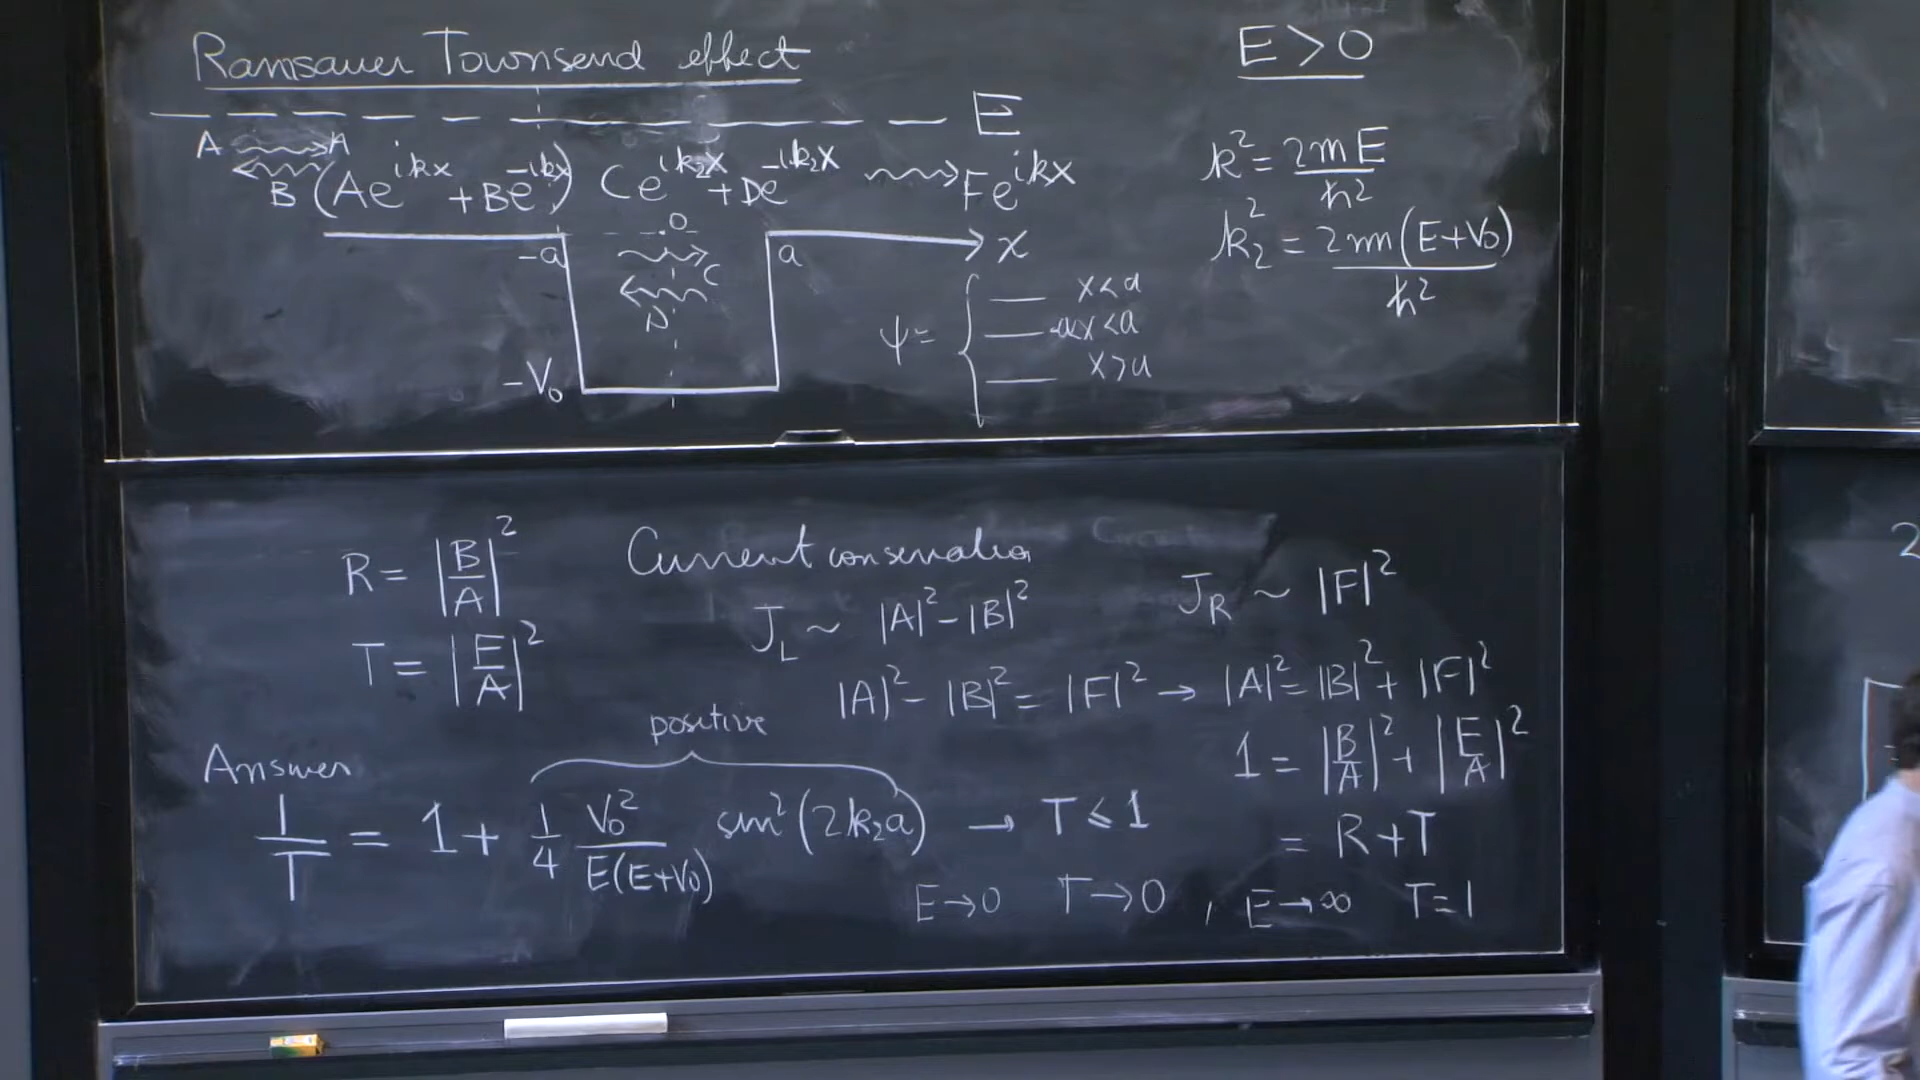 Ramsauer Townsend effect
E > 0
E
A A
B (Ae^{ikx} + Be^{-ikx}) Ce^{ik₂x} + De^{-ik₂x} Fe^{ikx}
k² = 2mE / ħ²
k₂² = 2m(E+V₀) / ħ²
0
-a a x
C
D
-V₀
ψ = { x<a
-a x<a
x>a
R = |B/A|²
Current conservation
J_L ~ |A|² - |B|² J_R ~ |F|²
T = |F/A|²
|A|² - |B|² = |F|² → |A|² = |B|² + |F|²
positive
1 = |B/A|² + |F/A|²
Answer
1/T = 1 + 1/4 V₀²/E(E+V₀) sin²(2k₂a) → T ≤ 1
= R + T
E→0 T→0 , E→∞ T=1
2